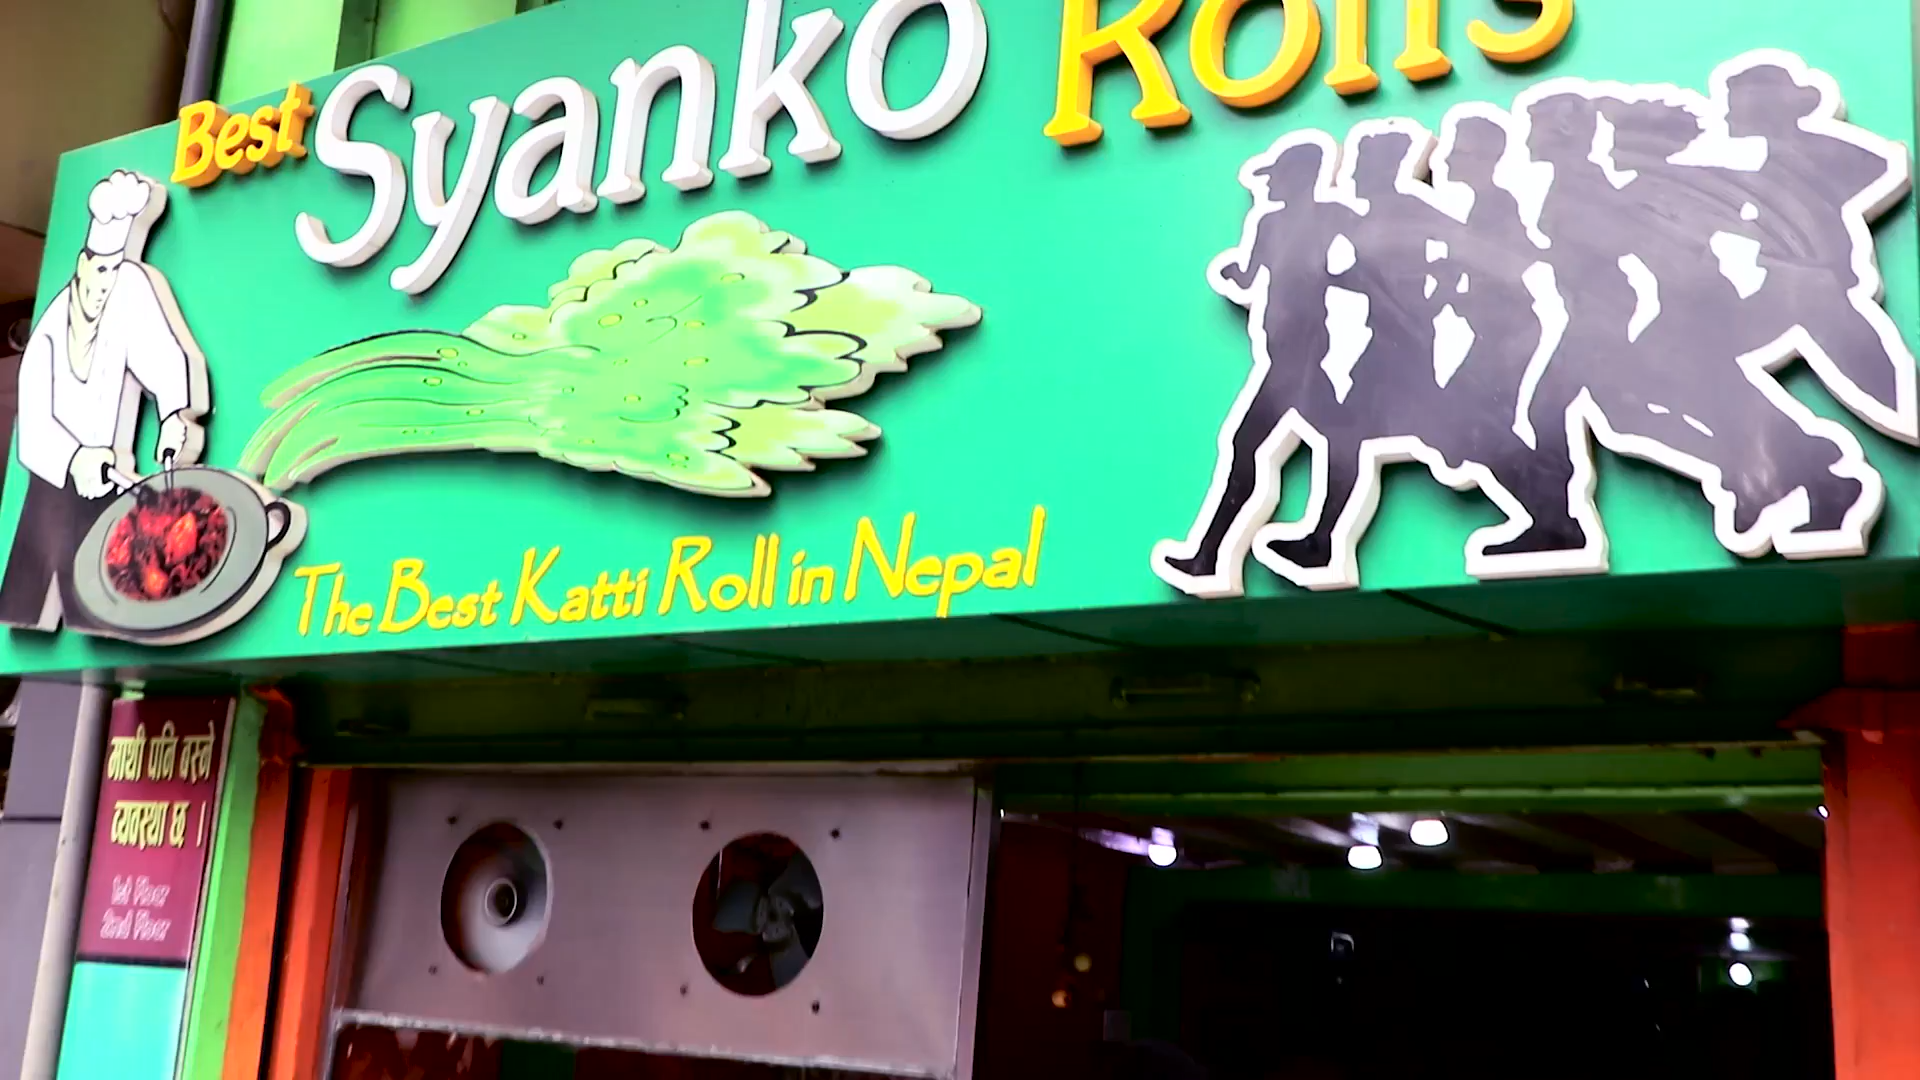 Best Syanko Rolls
The Best Katti Roll in Nepal
माथी पनि बस्ने
व्यवस्था छ ।
1st Floor
2nd Floor